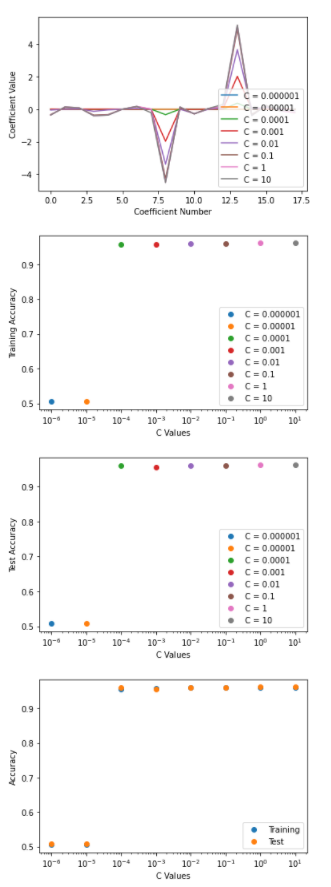 Coefficient Value
4
2
0
−2
−4
C = 0.000001
C = 0.00001
C = 0.0001
C = 0.001
C = 0.01
C = 0.1
C = 1
C = 10
0.0 2.5 5.0 7.5 10.0 12.5 15.0 17.5
Coefficient Number
Training Accuracy
0.9
0.8
0.7
0.6
0.5
C = 0.000001
C = 0.00001
C = 0.0001
C = 0.001
C = 0.01
C = 0.1
C = 1
C = 10
10⁻⁶ 10⁻⁵ 10⁻⁴ 10⁻³ 10⁻² 10⁻¹ 10⁰ 10¹
C Values
Test Accuracy
0.9
0.8
0.7
0.6
0.5
C = 0.000001
C = 0.00001
C = 0.0001
C = 0.001
C = 0.01
C = 0.1
C = 1
C = 10
10⁻⁶ 10⁻⁵ 10⁻⁴ 10⁻³ 10⁻² 10⁻¹ 10⁰ 10¹
C Values
Accuracy
0.9
0.8
0.7
0.6
0.5
Training
Test
10⁻⁶ 10⁻⁵ 10⁻⁴ 10⁻³ 10⁻² 10⁻¹ 10⁰ 10¹
C Values